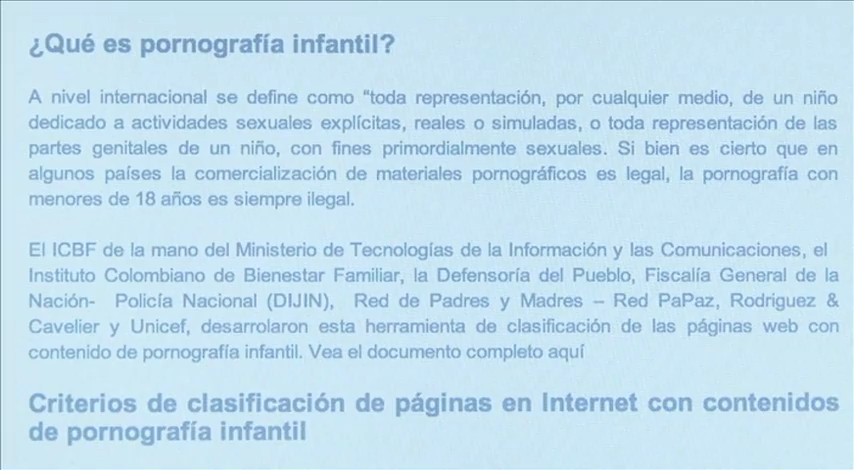 ¿Qué es pornografía infantil?
A nivel internacional se define como “toda representación, por cualquier medio, de un niño
dedicado a actividades sexuales explícitas, reales o simuladas, o toda representación de las
partes genitales de un niño, con fines primordialmente sexuales. Si bien es cierto que en
algunos países la comercialización de materiales pornográficos es legal, la pornografía con
menores de 18 años es siempre ilegal.
El ICBF de la mano del Ministerio de Tecnologías de la Información y las Comunicaciones, el
Instituto Colombiano de Bienestar Familiar, la Defensoría del Pueblo, Fiscalía General de la
Nación- Policía Nacional (DIJIN), Red de Padres y Madres – Red PaPaz, Rodriguez &
Cavelier y Unicef, desarrolaron esta herramienta de clasificación de las páginas web con
contenido de pornografía infantil. Vea el documento completo aquí
Criterios de clasificación de páginas en Internet con contenidos
de pornografía infantil